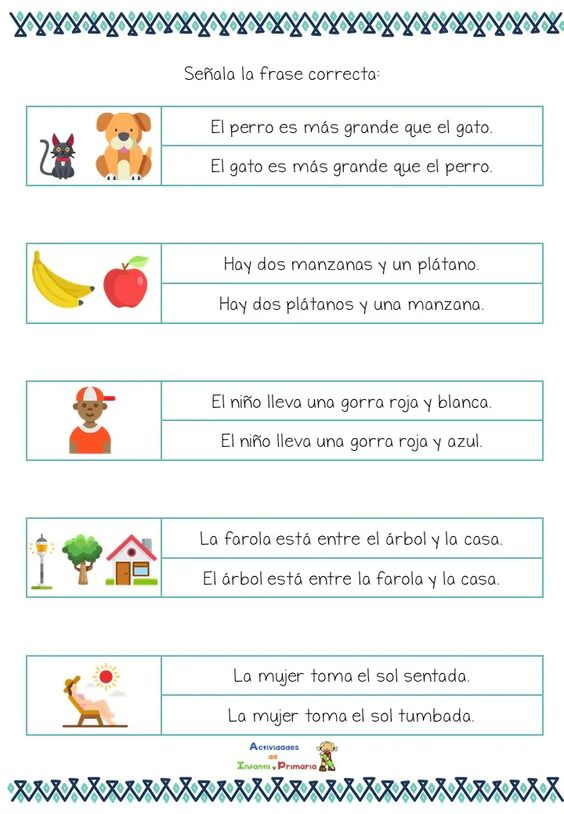 Señala la frase correcta:
El perro es más grande que el gato.
El gato es más grande que el perro.
Hay dos manzanas y un plátano.
Hay dos plátanos y una manzana.
El niño lleva una gorra roja y blanca.
El niño lleva una gorra roja y azul.
La farola está entre el árbol y la casa.
El árbol está entre la farola y la casa.
La mujer toma el sol sentada.
La mujer toma el sol tumbada.
Actividades
de
Infantil y Primaria